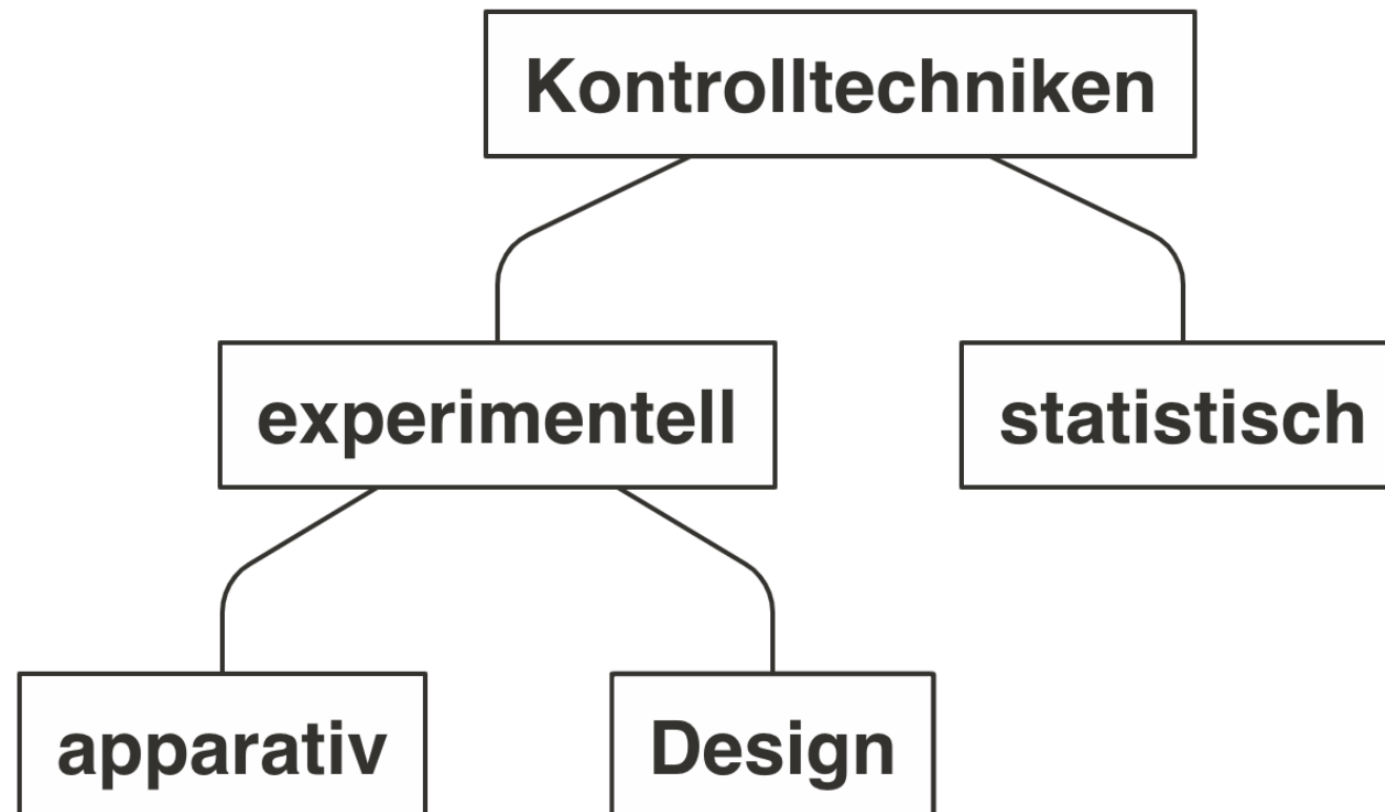 Kontrolltechniken
experimentell
statistisch
apparativ
Design